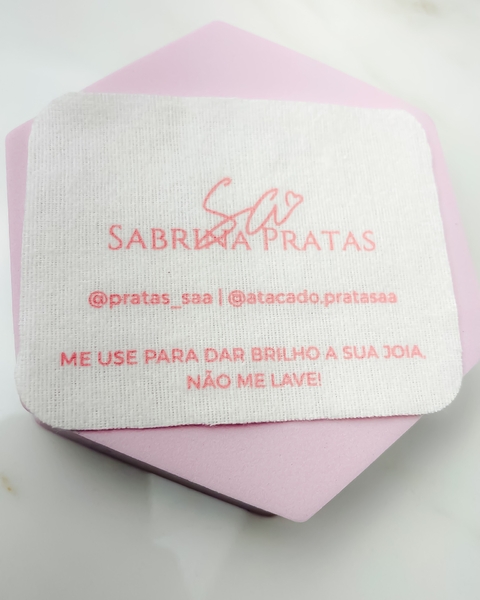 Sa
SABRINA PRATAS
@pratas_saa | @atacado.pratasaa
ME USE PARA DAR BRILHO A SUA JOIA,
NÃO ME LAVE!